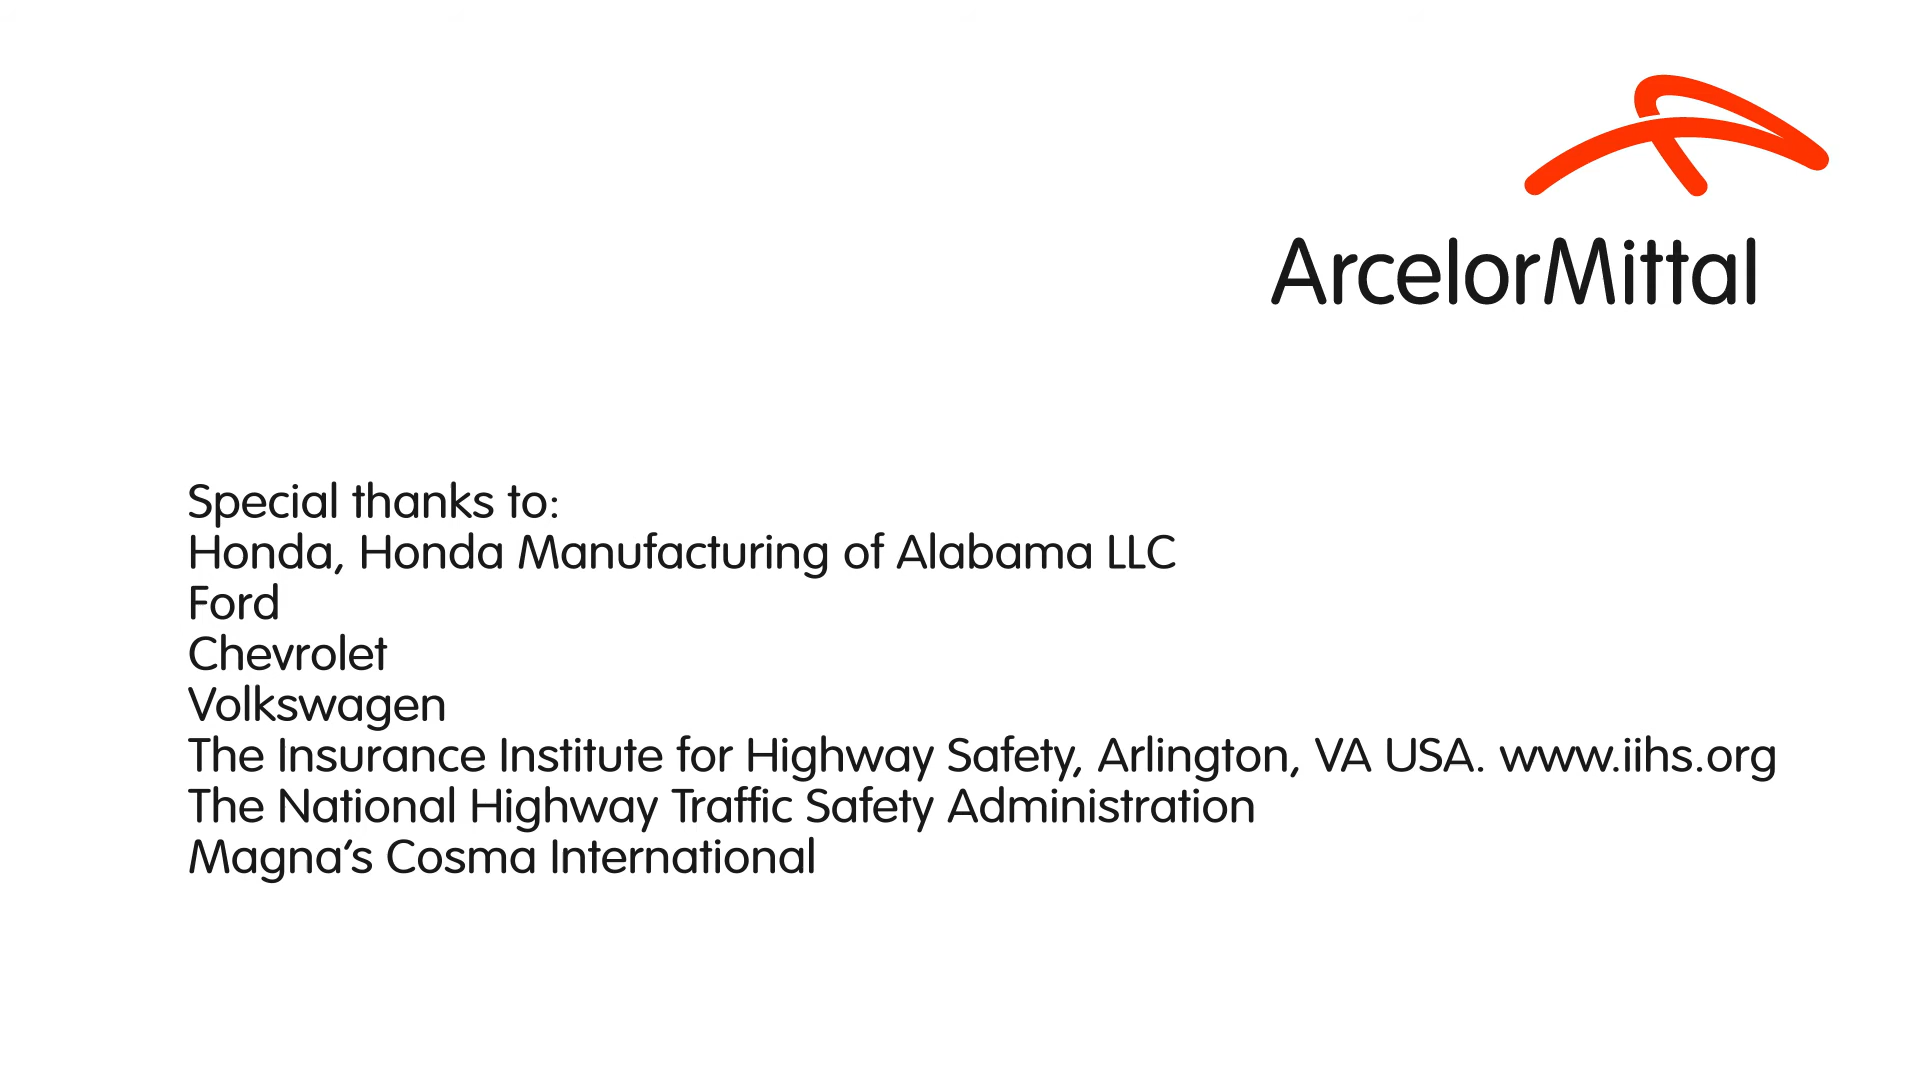 ArcelorMittal
Special thanks to:
Honda, Honda Manufacturing of Alabama LLC
Ford
Chevrolet
Volkswagen
The Insurance Institute for Highway Safety, Arlington, VA USA. www.iihs.org
The National Highway Traffic Safety Administration
Magna’s Cosma International